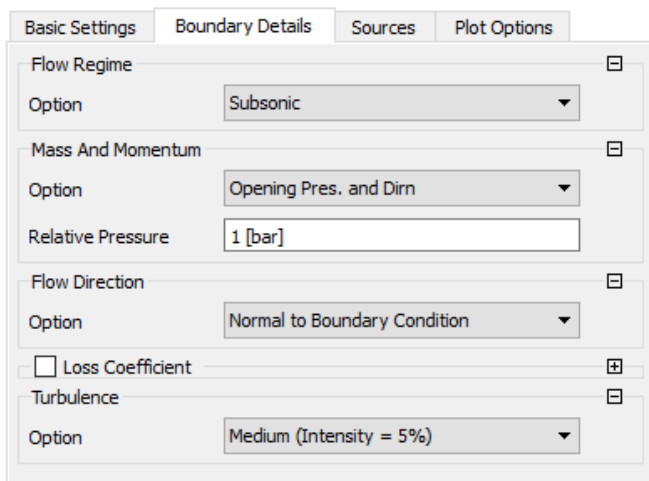 Basic Settings Boundary Details Sources Plot Options
Flow Regime
Option Subsonic
Mass And Momentum
Option Opening Pres. and Dirn
Relative Pressure 1 [bar]
Flow Direction
Option Normal to Boundary Condition
Loss Coefficient
Turbulence
Option Medium (Intensity = 5%)